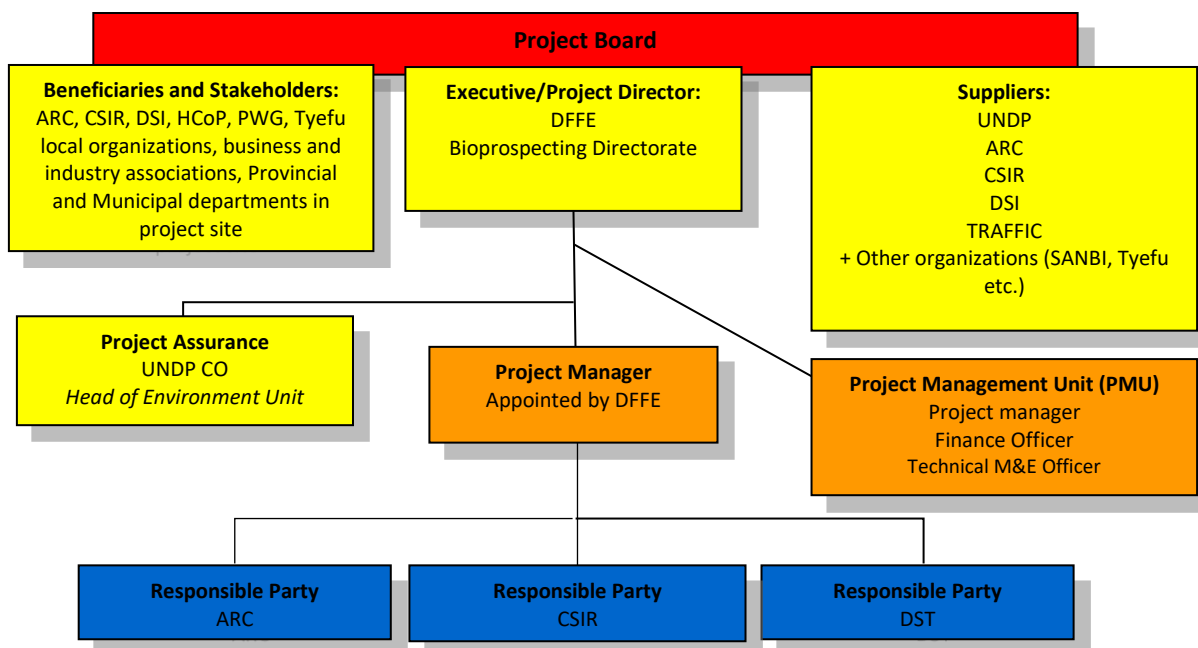 Project Board
Beneficiaries and Stakeholders:
ARC, CSIR, DSI, HCoP, PWG, Tyefu
local organizations, business and
industry associations, Provincial
and Municipal departments in
project site
Executive/Project Director:
DFFE
Bioprospecting Directorate
Suppliers:
UNDP
ARC
CSIR
DSI
TRAFFIC
+ Other organizations (SANBI, Tyefu
etc.)
Project Assurance
UNDP CO
Head of Environment Unit
Project Manager
Appointed by DFFE
Project Management Unit (PMU)
Project manager
Finance Officer
Technical M&E Officer
Responsible Party
ARC
Responsible Party
CSIR
Responsible Party
DST